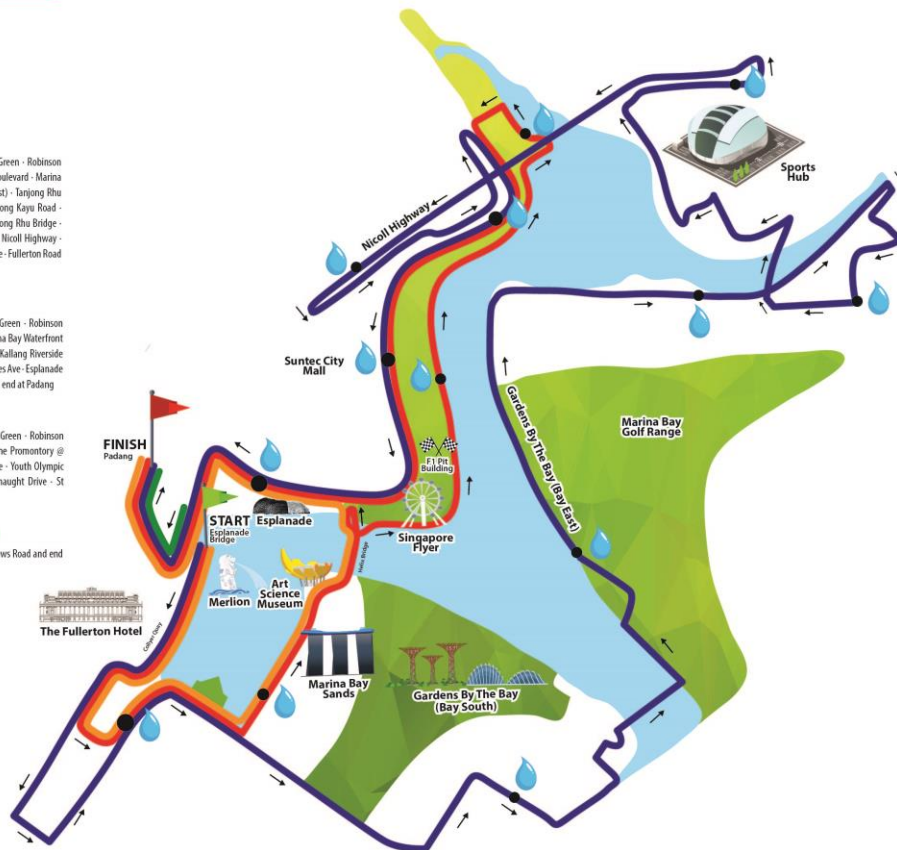 Green - Robinson
oulevard - Marina
st) - Tanjong Rhu
ong Kayu Road -
ong Rhu Bridge -
Nicoll Highway -
e - Fullerton Road
Green - Robinson
na Bay Waterfront
Kallang Riverside
es Ave - Esplanade
end at Padang
Green - Robinson
he Promontory @
e - Youth Olympic
naught Drive - St
ws Road and end
Sports
Hub
Nicoll Highway
Suntec City
Mall
Marina Bay
Golf Range
Gardens By The Bay (Bay East)
F1 Pit
Building
FINISH
Padang
START
Esplanade
Bridge
Esplanade
Singapore
Flyer
Helix Bridge
Merlion
Art
Science
Museum
The Fullerton Hotel
Collyer Quay
Marina Bay
Sands
Gardens By The Bay
(Bay South)